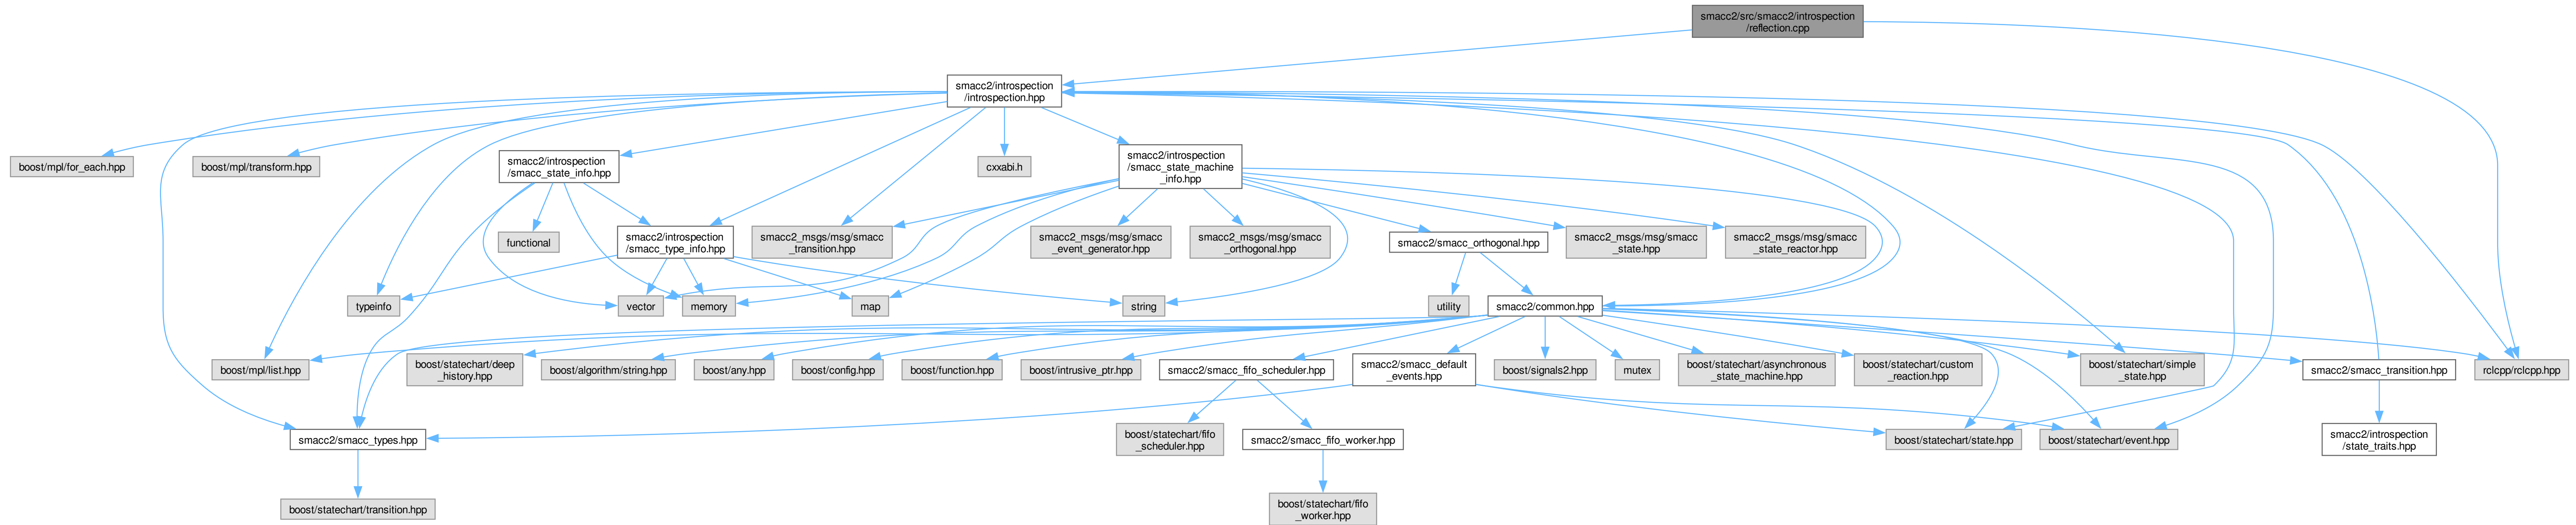 smacc2/src/smacc2/introspection
/reflection.cpp
smacc2/introspection
/introspection.hpp
boost/mpl/for_each.hpp
boost/mpl/transform.hpp
smacc2/introspection
/smacc_state_info.hpp
cxxabi.h
smacc2/introspection
/smacc_state_machine
_info.hpp
functional
smacc2/introspection
/smacc_type_info.hpp
smacc2_msgs/msg/smacc
_transition.hpp
smacc2_msgs/msg/smacc
_event_generator.hpp
smacc2_msgs/msg/smacc
_orthogonal.hpp
smacc2/smacc_orthogonal.hpp
smacc2_msgs/msg/smacc
_state.hpp
smacc2_msgs/msg/smacc
_state_reactor.hpp
typeinfo
vector
memory
map
string
utility
smacc2/common.hpp
boost/mpl/list.hpp
boost/statechart/deep
_history.hpp
boost/algorithm/string.hpp
boost/any.hpp
boost/config.hpp
boost/function.hpp
boost/intrusive_ptr.hpp
smacc2/smacc_fifo_scheduler.hpp
smacc2/smacc_default
_events.hpp
boost/signals2.hpp
mutex
boost/statechart/asynchronous
_state_machine.hpp
boost/statechart/custom
_reaction.hpp
boost/statechart/simple
_state.hpp
smacc2/smacc_transition.hpp
rclcpp/rclcpp.hpp
smacc2/smacc_types.hpp
boost/statechart/fifo
_scheduler.hpp
smacc2/smacc_fifo_worker.hpp
boost/statechart/state.hpp
boost/statechart/event.hpp
smacc2/introspection
/state_traits.hpp
boost/statechart/transition.hpp
boost/statechart/fifo
_worker.hpp